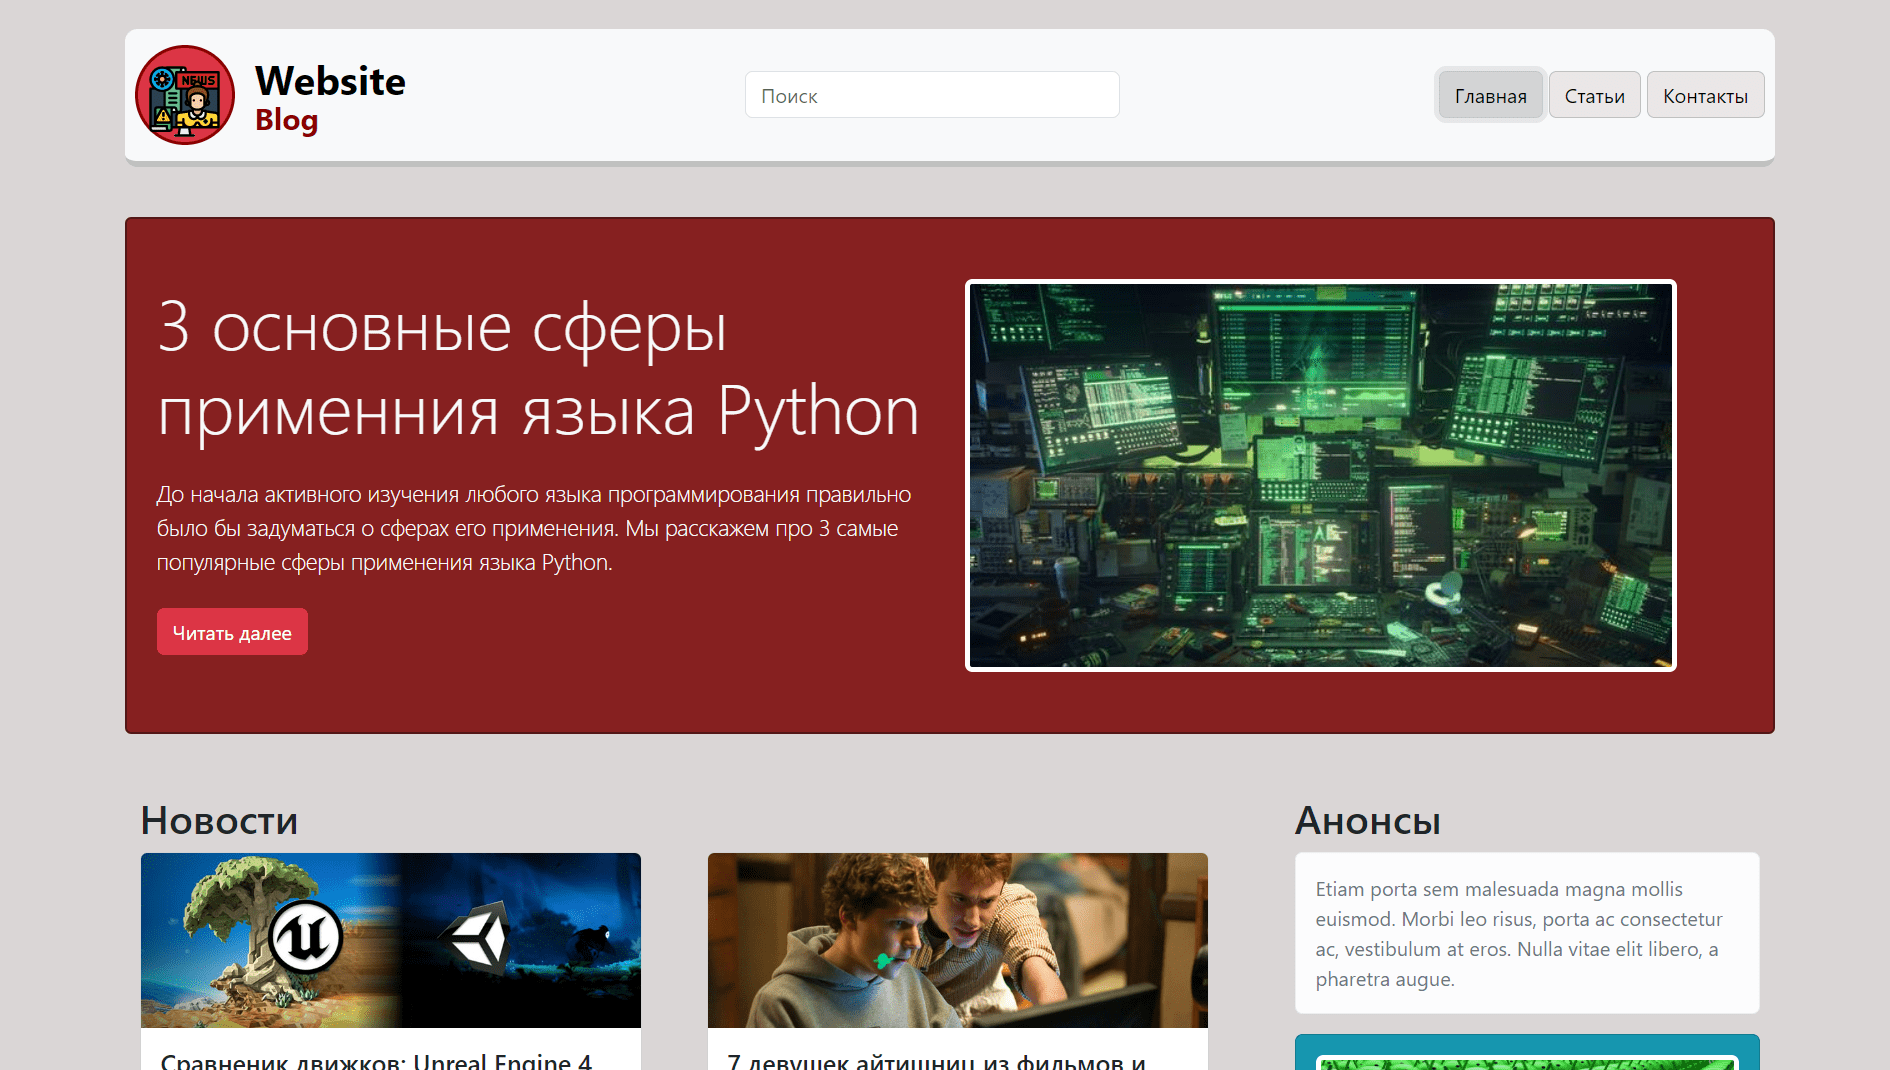 NEWS
Website
Blog
Поиск
Главная
Статьи
Контакты
3 основные сферы
применния языка Python
До начала активного изучения любого языка программирования правильно
было бы задуматься о сферах его применения. Мы расскажем про 3 самые
популярные сферы применения языка Python.
Читать далее
Новости
Анонсы
Etiam porta sem malesuada magna mollis
euismod. Morbi leo risus, porta ac consectetur
ac, vestibulum at eros. Nulla vitae elit libero, a
pharetra augue.
Сравненик движков: Unreal Engine 4
7 девушек айтишниц из фильмов и